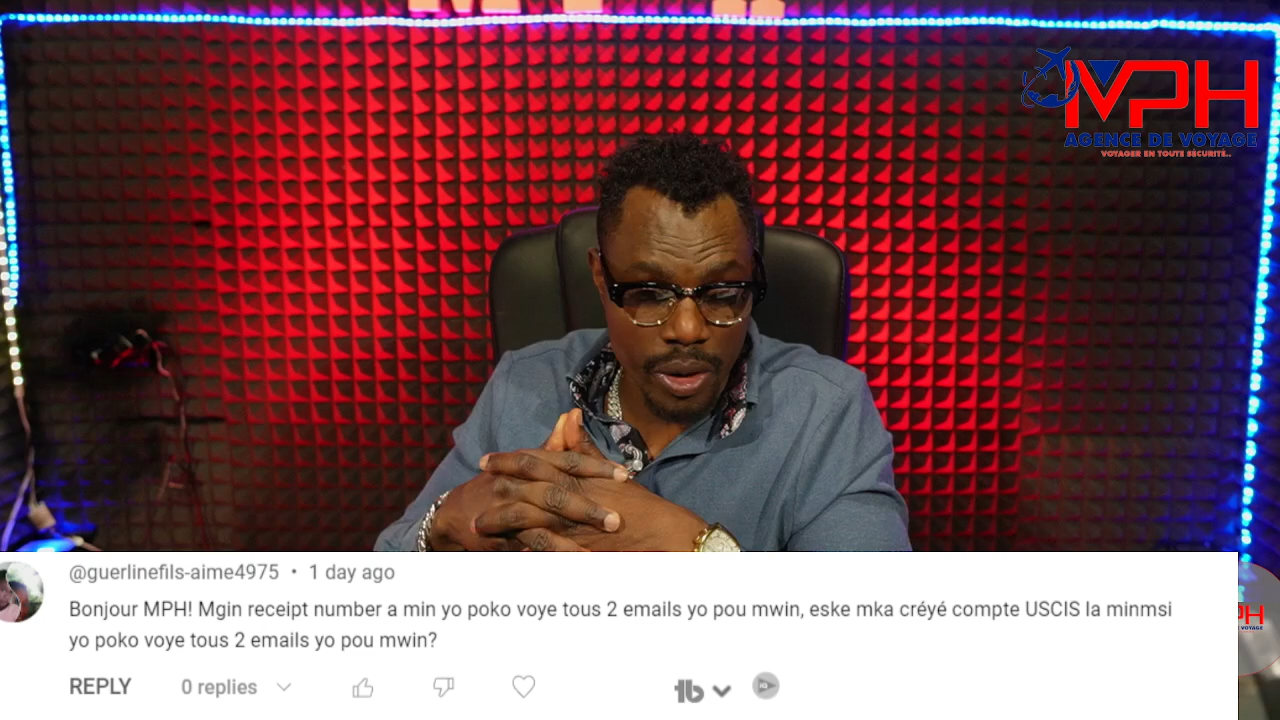 MPH
AGENCE DE VOYAGE
VOYAGER EN TOUTE SÉCURITÉ..
@guerlinefils-aime4975 • 1 day ago
Bonjour MPH! Mgin receipt number a min yo poko voye tous 2 emails yo pou mwin, eske mka créyé compte USCIS la minmsi
yo poko voye tous 2 emails yo pou mwin?
REPLY 0 replies